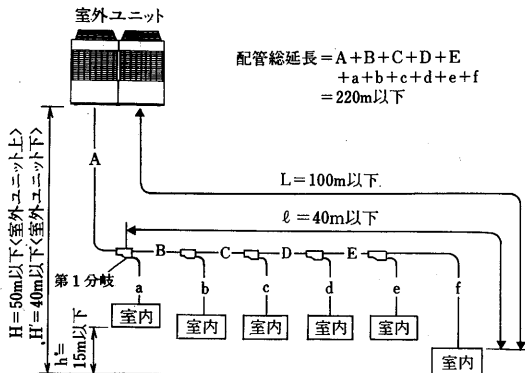 室外ユニット
配管総延長=A+B+C+D+E
+a+b+c+d+e+f
=220m以下
A
L=100m以下
ℓ=40m以下
H=50m以下<室外ユニット上>
H'=40m以下<室外ユニット下>
B
C
D
E
第1分岐
a
b
c
d
e
f
室内
室内
室内
室内
室内
室内
h=
15m以下